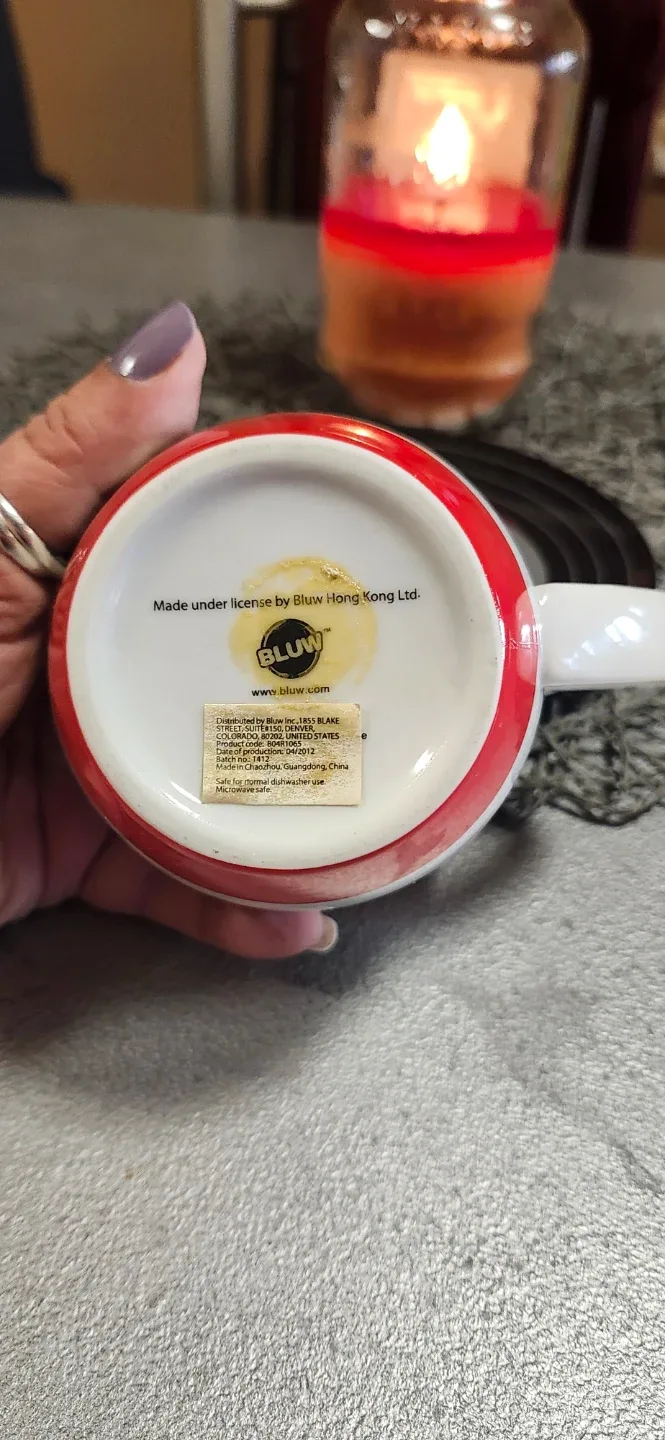 Made under license by Bluw Hong Kong Ltd.
BLUW™
www.bluw.com
Distributed by Bluw Inc.,1855 BLAKE
STREET, SUITE#150, DENVER,
COLORADO, 80202, UNITED STATES
e
Product code: B04R1065
Date of production: 04/2012
Batch no.: 1412
Made in Chaozhou, Guangdong, China
Safe for normal dishwasher use.
Microwave safe.